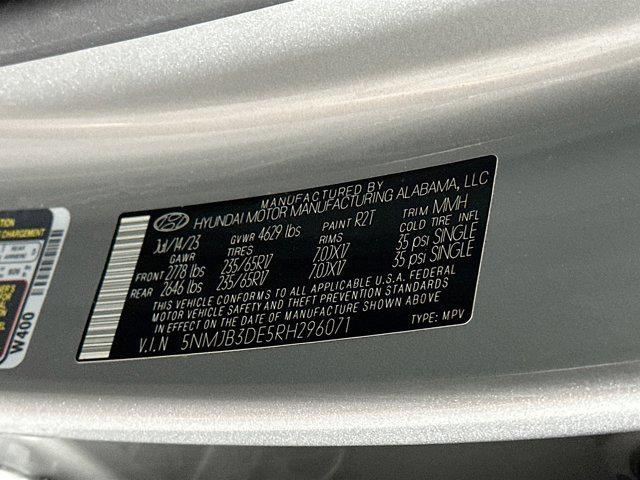 MANUFACTURED BY
HYUNDAI MOTOR MANUFACTURING ALABAMA, LLC
Jul/14/23 GVWR 4629 lbs PAINT R2T TRIM MMH
GAWR TIRES RIMS COLD TIRE INFL
FRONT 2778 lbs 235/65R17 7.0JX17 35 psi SINGLE
REAR 2646 lbs 235/65R17 7.0JX17 35 psi SINGLE
THIS VEHICLE CONFORMS TO ALL APPLICABLE U.S.A. FEDERAL
MOTOR VEHICLE SAFETY AND THEFT PREVENTION STANDARDS
IN EFFECT ON THE DATE OF MANUFACTURE SHOWN ABOVE
V.I.N 5NMJB3DE5RH296071 TYPE: MPV
W400